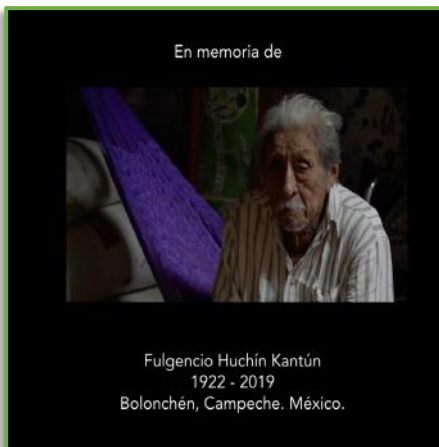 En memoria de
Fulgencio Huchín Kantún
1922 - 2019
Bolonchén, Campeche. México.